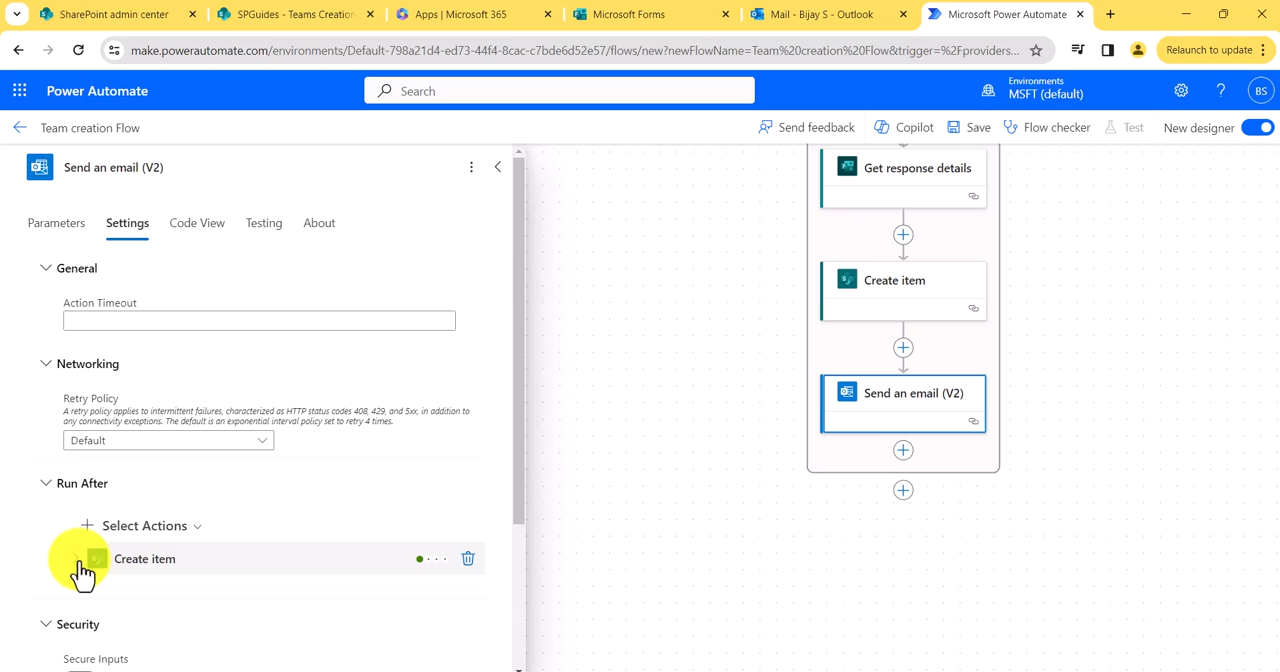 SharePoint admin center
SPGuides - Teams Creation
Apps | Microsoft 365
Microsoft Forms
Mail - Bijay S - Outlook
Microsoft Power Automate
make.powerautomate.com/environments/Default-798a21d4-ed73-44f4-8cac-c7bde6d52e57/flows/new?newFlowName=Team%20creation%20Flow&trigger=%2Fproviders...
Relaunch to update
Power Automate
Search
Environments
MSFT (default)
BS
Team creation Flow
Send feedback
Copilot
Save
Flow checker
Test
New designer
Send an email (V2)
Parameters
Settings
Code View
Testing
About
General
Action Timeout
Networking
Retry Policy
A retry policy applies to intermittent failures, characterized as HTTP status codes 408, 429, and 5xx, in addition to
any connectivity exceptions. The default is an exponential interval policy set to retry 4 times.
Default
Run After
Select Actions
Create item
Security
Secure Inputs
Get response details
Create item
Send an email (V2)